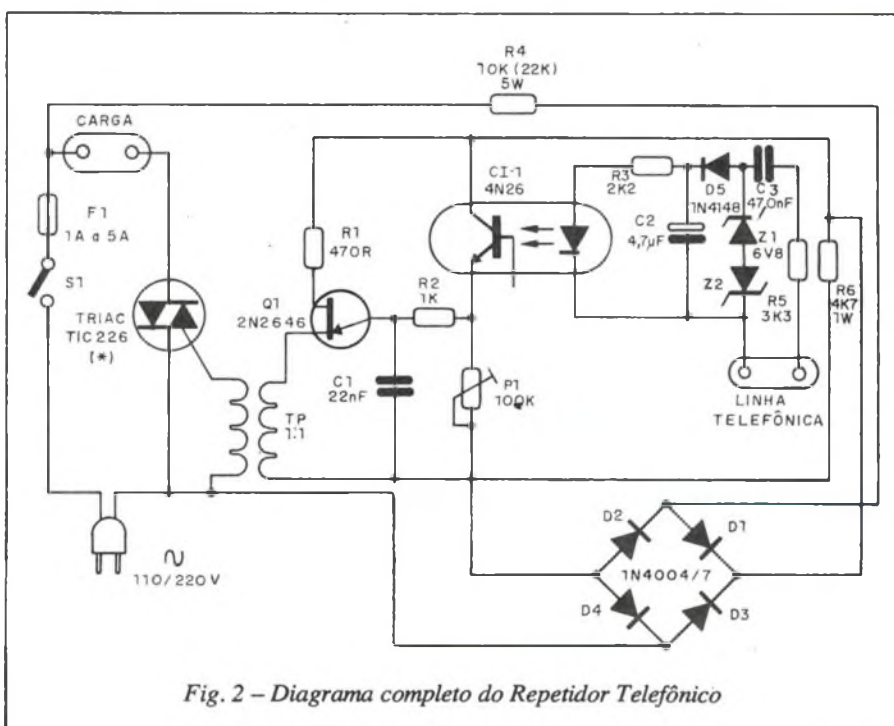 R4
10K (22K)
5W
CARGA
F1
1A a 5A
S1
TRIAC
TIC226
(*)
110/220 V
R1
470R
Q1
2N2646
TP
1:1
C1
22nF
R2
1K
CI-1
4N26
P1
100K
R3
2K2
C2
4,7µF
D5
1N4148
C3
470nF
Z1
6V8
Z2
R5
3K3
R6
4K7
1W
LINHA
TELEFÔNICA
D2
D1
1N4004/7
D4
D3
Fig. 2 – Diagrama completo do Repetidor Telefônico